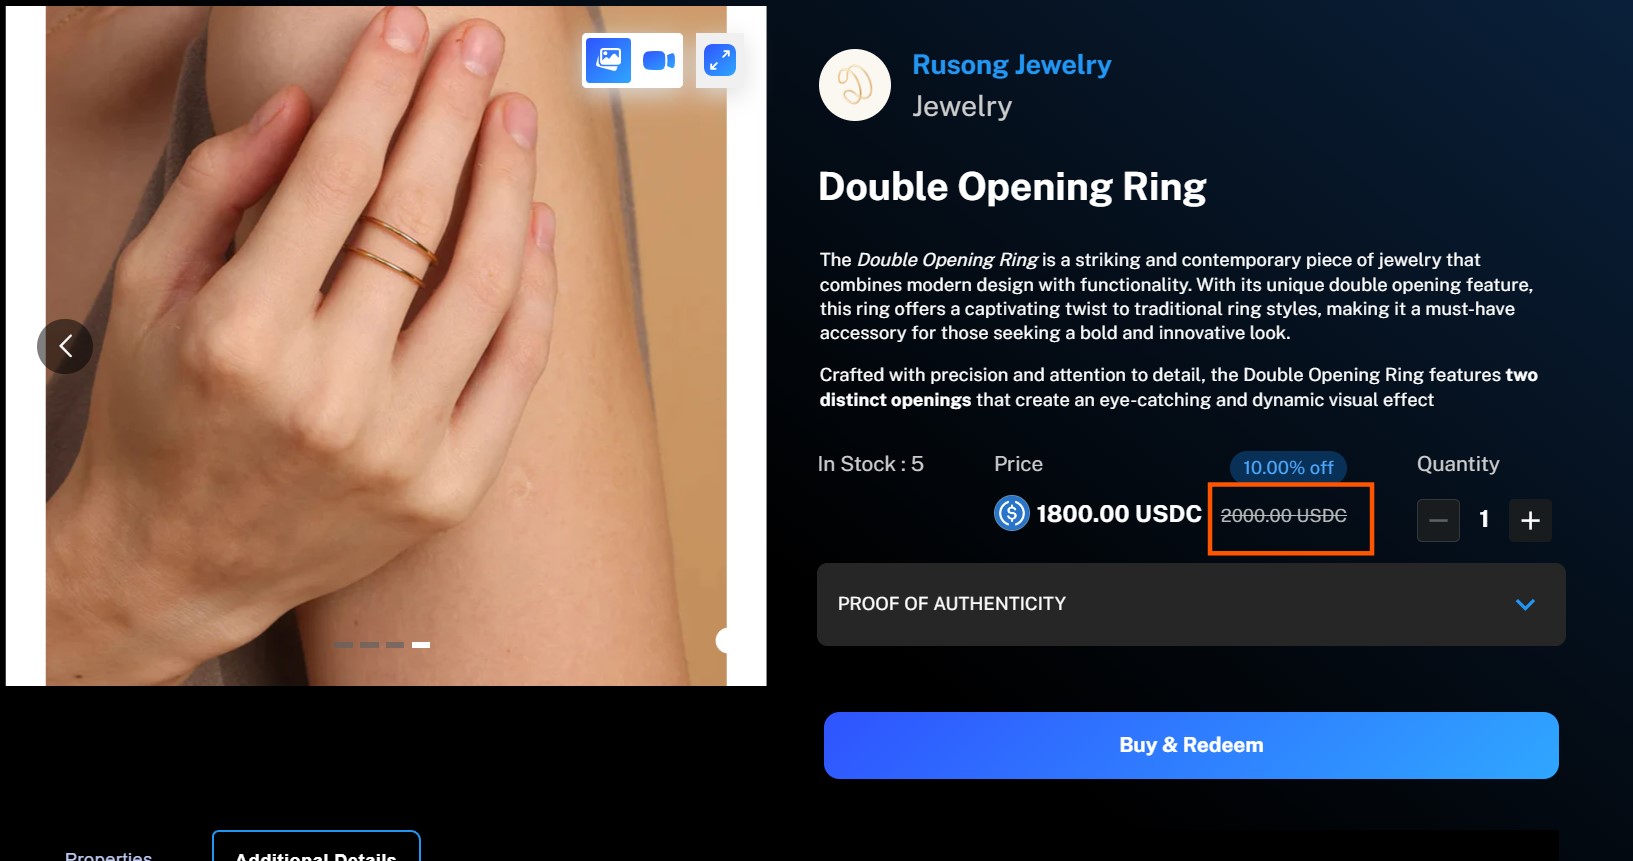 Rusong Jewelry
Jewelry
Double Opening Ring
The Double Opening Ring is a striking and contemporary piece of jewelry that
combines modern design with functionality. With its unique double opening feature,
this ring offers a captivating twist to traditional ring styles, making it a must-have
accessory for those seeking a bold and innovative look.
Crafted with precision and attention to detail, the Double Opening Ring features two
distinct openings that create an eye-catching and dynamic visual effect
In Stock : 5
Price
10.00% off
Quantity
1800.00 USDC
2000.00 USDC
1
PROOF OF AUTHENTICITY
Buy & Redeem
Properties
Additional Details